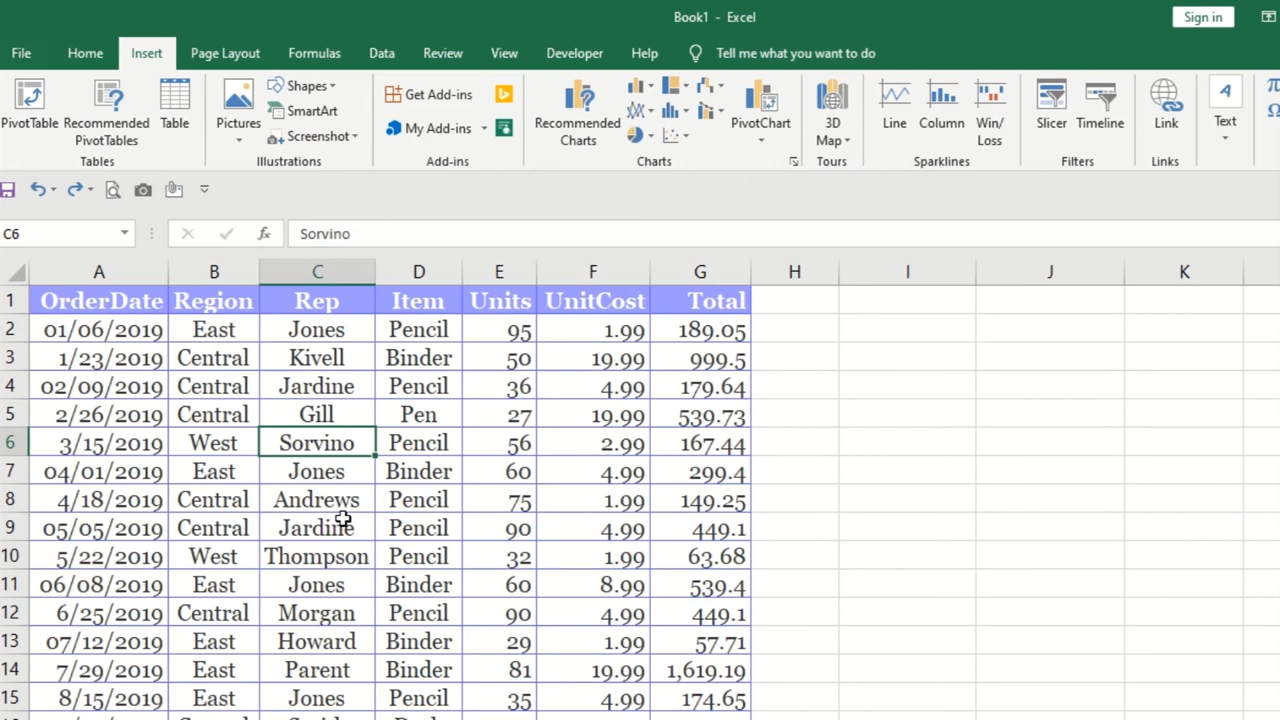 Book1 - Excel
Sign in
File Home Insert Page Layout Formulas Data Review View Developer Help Tell me what you want to do
PivotTable
Recommended PivotTables
Table
Tables
Pictures
Shapes
SmartArt
Screenshot
Illustrations
Get Add-ins
My Add-ins
Add-ins
Recommended Charts
PivotChart
Charts
3D Map
Tours
Line
Column
Win/ Loss
Sparklines
Slicer
Timeline
Filters
Link
Links
A
Text
π
Ω
C6 fx Sorvino
A B C D E F G H I J K
1 OrderDate Region Rep Item Units UnitCost Total
2 01/06/2019 East Jones Pencil 95 1.99 189.05
3 1/23/2019 Central Kivell Binder 50 19.99 999.5
4 02/09/2019 Central Jardine Pencil 36 4.99 179.64
5 2/26/2019 Central Gill Pen 27 19.99 539.73
6 3/15/2019 West Sorvino Pencil 56 2.99 167.44
7 04/01/2019 East Jones Binder 60 4.99 299.4
8 4/18/2019 Central Andrews Pencil 75 1.99 149.25
9 05/05/2019 Central Jardine Pencil 90 4.99 449.1
10 5/22/2019 West Thompson Pencil 32 1.99 63.68
11 06/08/2019 East Jones Binder 60 8.99 539.4
12 6/25/2019 Central Morgan Pencil 90 4.99 449.1
13 07/12/2019 East Howard Binder 29 1.99 57.71
14 7/29/2019 East Parent Binder 81 19.99 1,619.19
15 8/15/2019 East Jones Pencil 35 4.99 174.65